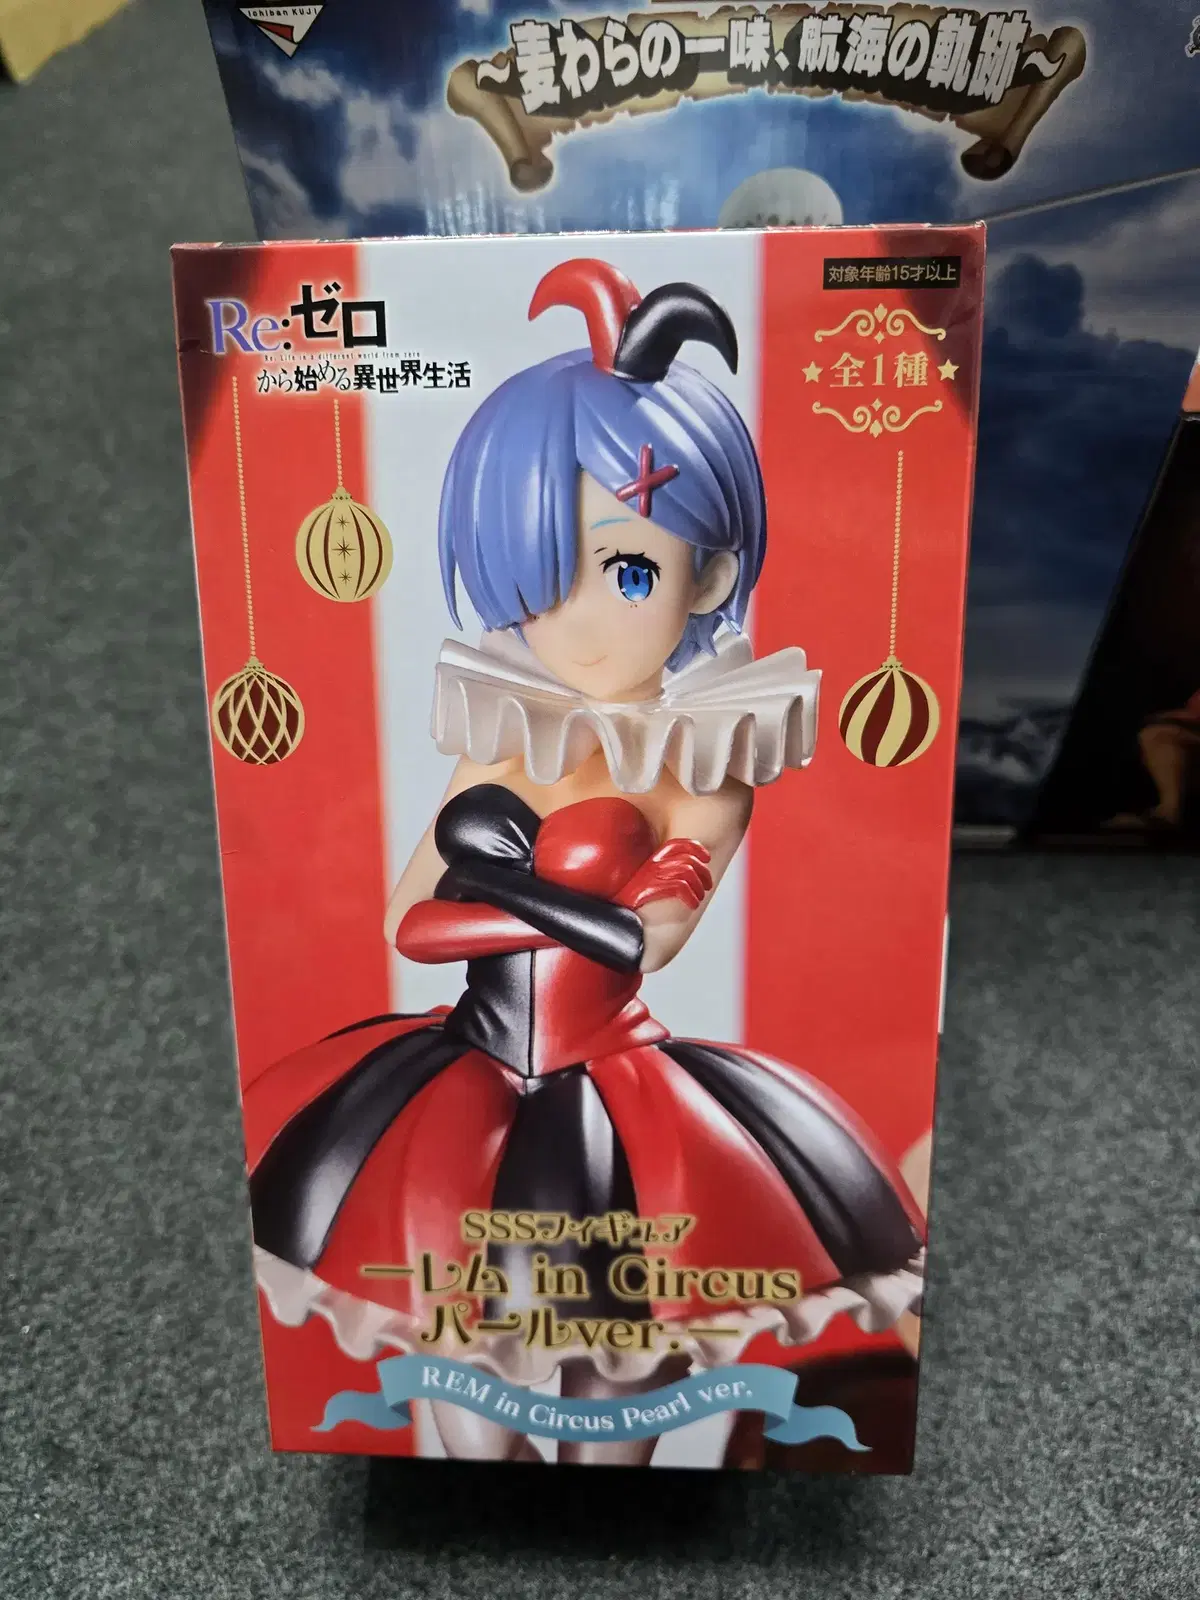 Ichiban KUJI
～麦わらの一味、航海の軌跡～
対象年齢15才以上
Re:ゼロ
Re: Life in a different world from zero
から始める異世界生活
全1種
SSSフィギュア
ーレム in Circus
パールver.ー
REM in Circus Pearl ver.